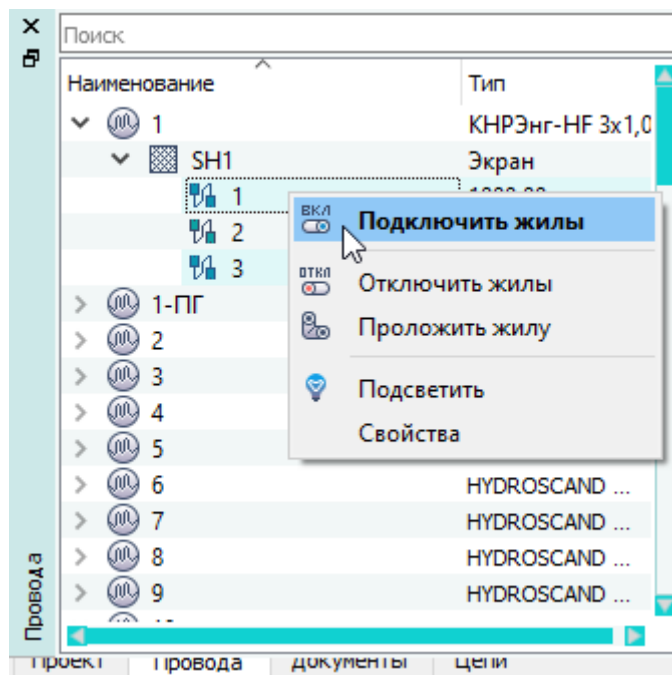 Поиск
Наименование Тип
1 КНРЭнг-HF 3x1,0
SH1 Экран
1
2
3
ВКЛ Подключить жилы
ОТКЛ Отключить жилы
Проложить жилу
Подсветить
Свойства
1-ПГ
2
3
4
5
6 HYDROSCAND ...
7 HYDROSCAND ...
8 HYDROSCAND ...
9 HYDROSCAND ...
Провода
Проект Провода Документы Цепи